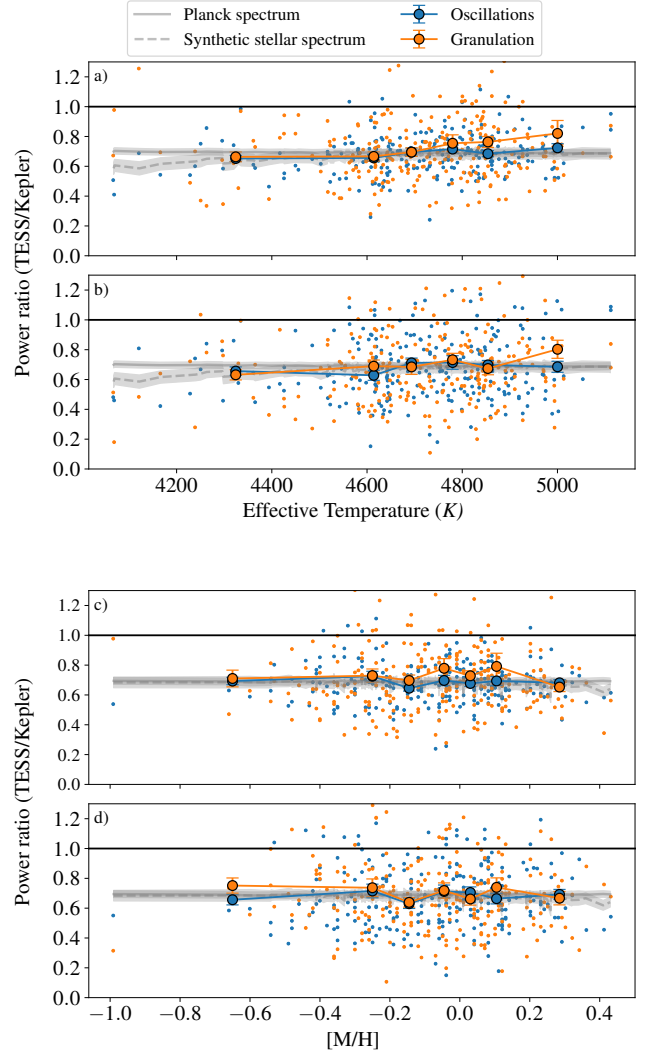 Planck spectrum
Synthetic stellar spectrum
Oscillations
Granulation
a)
1.2
1.0
0.8
0.6
0.4
0.2
0.0
b)
1.2
1.0
0.8
0.6
0.4
0.2
0.0
Power ratio (TESS/Kepler)
4200 4400 4600 4800 5000
Effective Temperature (K)
c)
1.2
1.0
0.8
0.6
0.4
0.2
0.0
d)
1.2
1.0
0.8
0.6
0.4
0.2
0.0
Power ratio (TESS/Kepler)
−1.0 −0.8 −0.6 −0.4 −0.2 0.0 0.2 0.4
[M/H]